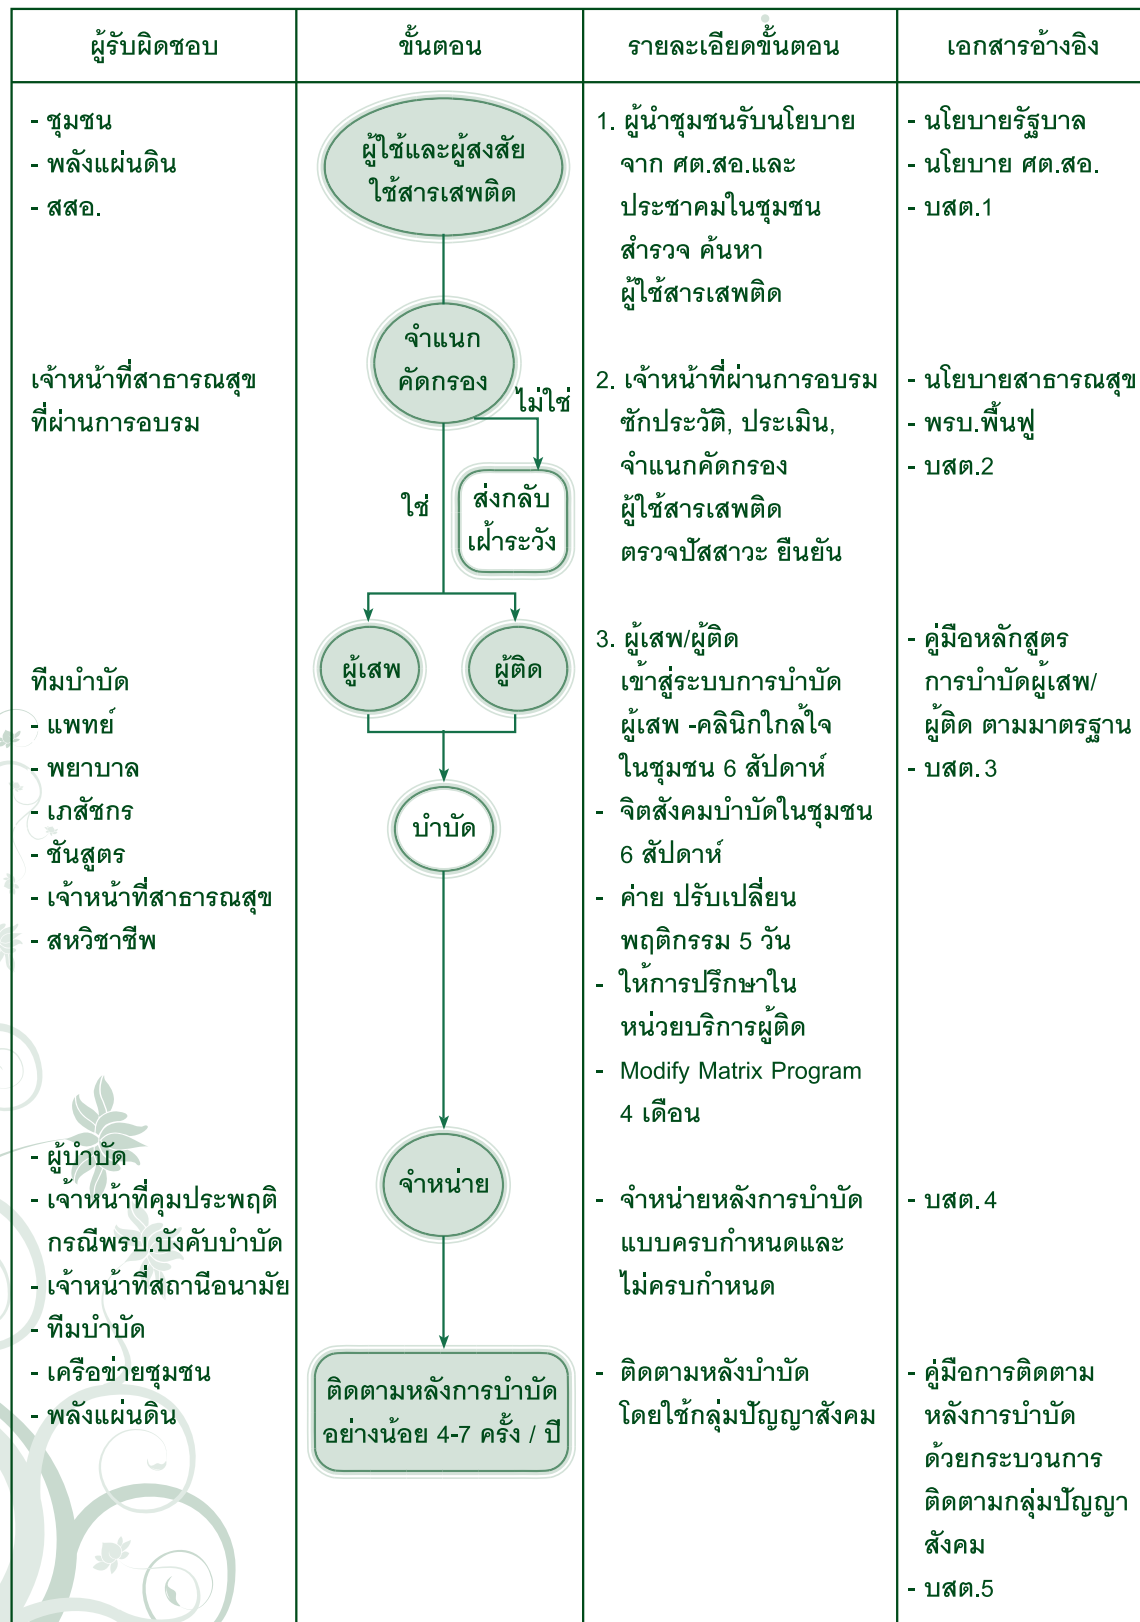 ผู้รับผิดชอบ
ขั้นตอน
รายละเอียดขั้นตอน
เอกสารอ้างอิง
- ชุมชน
- พลังแผ่นดิน
- สสอ.
ผู้ใช้และผู้สงสัย
ใช้สารเสพติด
1. ผู้นำชุมชนรับนโยบาย
จาก ศต.สอ.และ
ประชาคมในชุมชน
สำรวจ ค้นหา
ผู้ใช้สารเสพติด
- นโยบายรัฐบาล
- นโยบาย ศต.สอ.
- บสต.1
เจ้าหน้าที่สาธารณสุข
ที่ผ่านการอบรม
จำแนก
คัดกรอง
ไม่ใช่
ใช่
ส่งกลับ
เฝ้าระวัง
2. เจ้าหน้าที่ผ่านการอบรม
ซักประวัติ, ประเมิน,
จำแนกคัดกรอง
ผู้ใช้สารเสพติด
ตรวจปัสสาวะ ยืนยัน
- นโยบายสาธารณสุข
- พรบ.พื้นฟู
- บสต.2
ทีมบำบัด
- แพทย์
- พยาบาล
- เภสัชกร
- ชันสูตร
- เจ้าหน้าที่สาธารณสุข
- สหวิชาชีพ
ผู้เสพ
ผู้ติด
บำบัด
3. ผู้เสพ/ผู้ติด
เข้าสู่ระบบการบำบัด
ผู้เสพ -คลินิกใกล้ใจ
ในชุมชน 6 สัปดาห์
- จิตสังคมบำบัดในชุมชน
6 สัปดาห์
- ค่าย ปรับเปลี่ยน
พฤติกรรม 5 วัน
- ให้การปรึกษาใน
หน่วยบริการผู้ติด
- Modify Matrix Program
4 เดือน
- คู่มือหลักสูตร
การบำบัดผู้เสพ/
ผู้ติด ตามมาตรฐาน
- บสต.3
- ผู้บำบัด
- เจ้าหน้าที่คุมประพฤติ
กรณีพรบ.บังคับบำบัด
- เจ้าหน้าที่สถานีอนามัย
- ทีมบำบัด
- เครือข่ายชุมชน
- พลังแผ่นดิน
จำหน่าย
- จำหน่ายหลังการบำบัด
แบบครบกำหนดและ
ไม่ครบกำหนด
- บสต.4
ติดตามหลังการบำบัด
อย่างน้อย 4-7 ครั้ง / ปี
- ติดตามหลังบำบัด
โดยใช้กลุ่มปัญญาสังคม
- คู่มือการติดตาม
หลังการบำบัด
ด้วยกระบวนการ
ติดตามกลุ่มปัญญา
สังคม
- บสต.5